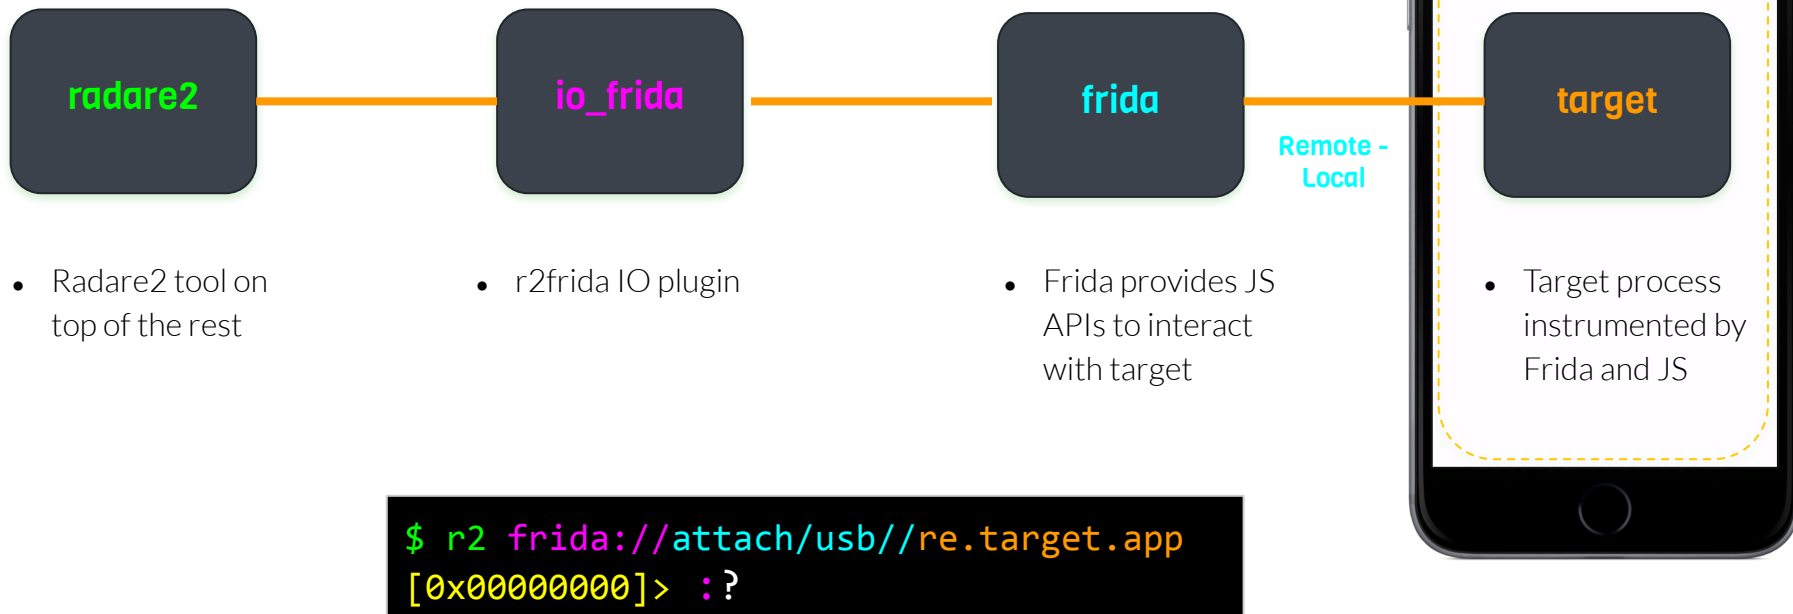 radare2
io_frida
frida
target
Remote -
Local
• Radare2 tool on
top of the rest
• r2frida IO plugin
• Frida provides JS
APIs to interact
with target
• Target process
instrumented by
Frida and JS
$ r2 frida://attach/usb//re.target.app
[0x00000000]> :?